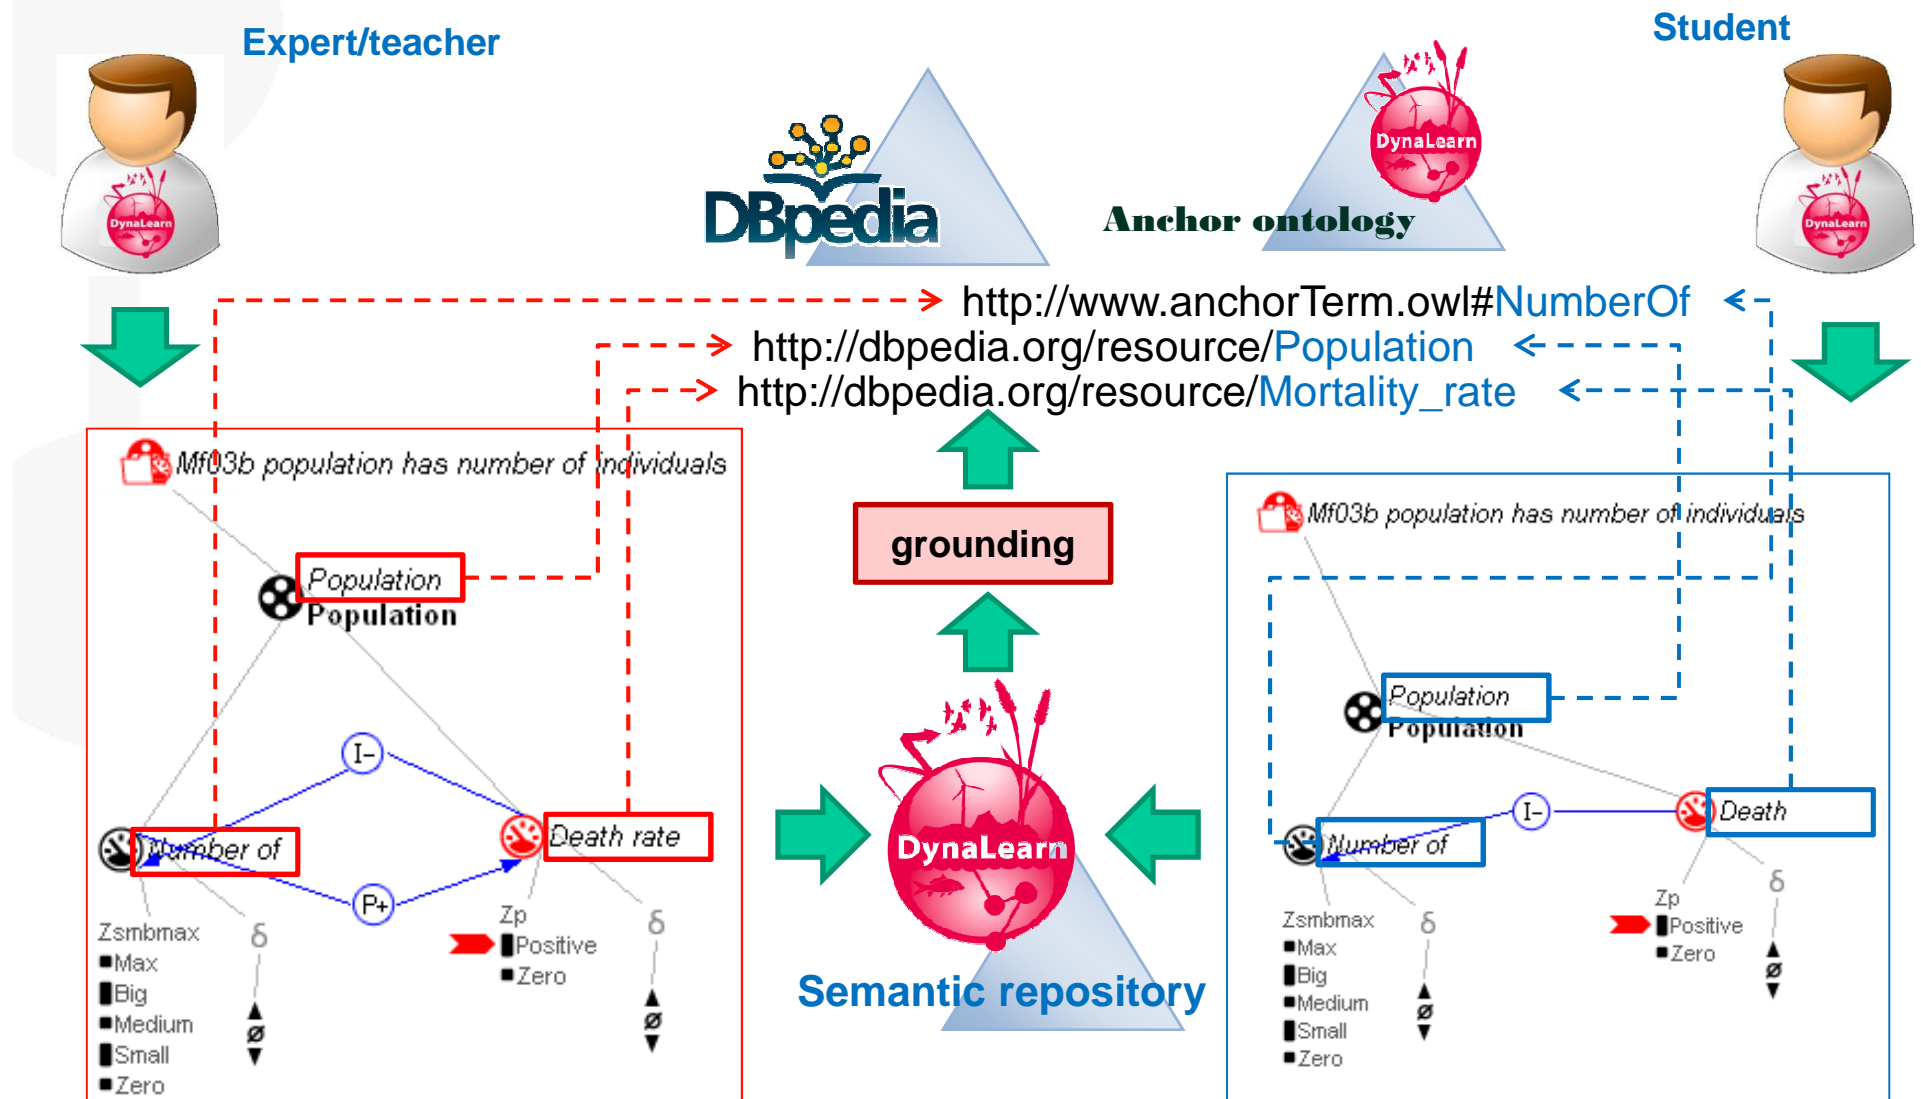 Expert/teacher
Student
DynaLearn
DynaLearn
DBpedia
DynaLearn
Anchor ontology
http://www.anchorTerm.owl#NumberOf
http://dbpedia.org/resource/Population
http://dbpedia.org/resource/Mortality_rate
Mf03b population has number of individuals
Population
Population
I-
Number of
Death rate
P+
Zsmbmax
Max
Big
Medium
Small
Zero
δ
Zp
Positive
Zero
δ
grounding
DynaLearn
Semantic repository
Mf03b population has number of individuals
Population
Population
I-
Death
Number of
Zsmbmax
Max
Big
Medium
Small
Zero
δ
Zp
Positive
Zero
δ